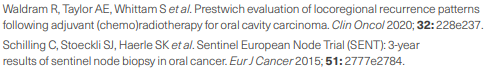 Waldram R, Taylor AE, Whittam S et al. Prestwich evaluation of locoregional recurrence patterns
following adjuvant (chemo)radiotherapy for oral cavity carcinoma. Clin Oncol 2020; 32: 228e237.
Schilling C, Stoeckli SJ, Haerle SK et al. Sentinel European Node Trial (SENT): 3-year
results of sentinel node biopsy in oral cancer. Eur J Cancer 2015; 51: 2777e2784.